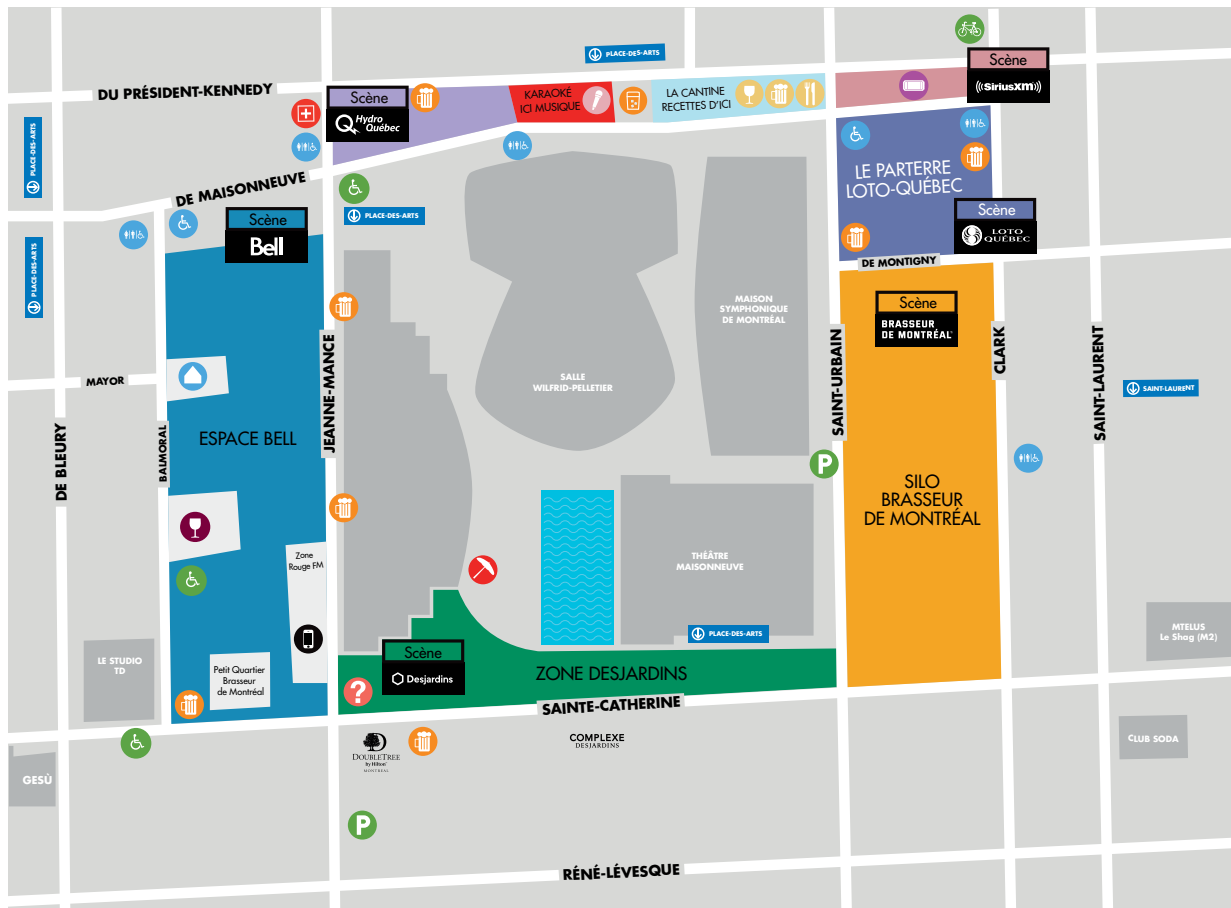 PLACE-DES-ARTS
DU PRÉSIDENT-KENNEDY
Scène
Hydro
Québec
KARAOKÉ
ICI MUSIQUE
LA CANTINE
RECETTES D'ICI
Scène
((SiriusXM))
PLACE-DES-ARTS
DE MAISONNEUVE
PLACE-DES-ARTS
LE PARTERRE
LOTO-QUÉBEC
Scène
LOTO
QUÉBEC
Scène
Bell
PLACE-DES-ARTS
DE MONTIGNY
MAISON
SYMPHONIQUE
DE MONTRÉAL
Scène
BRASSEUR
DE MONTRÉAL
MAYOR
JEANNE-MANCE
SALLE
WILFRID-PELLETIER
SAINT-URBAIN
CLARK
SAINT-LAURENT
SAINT-LAURENT
DE BLEURY
BALMORAL
ESPACE BELL
P
SILO
BRASSEUR
DE MONTRÉAL
Zone
Rouge FM
THÉÂTRE
MAISONNEUVE
PLACE-DES-ARTS
MTELUS
Le Shag (M2)
LE STUDIO
TD
Petit Quartier
Brasseur
de Montréal
?
Scène
Desjardins
ZONE DESJARDINS
SAINTE-CATHERINE
DOUBLETREE
by Hilton
MONTREAL
COMPLEXE
DESJARDINS
CLUB SODA
GESÙ
P
RÉNÉ-LÉVESQUE